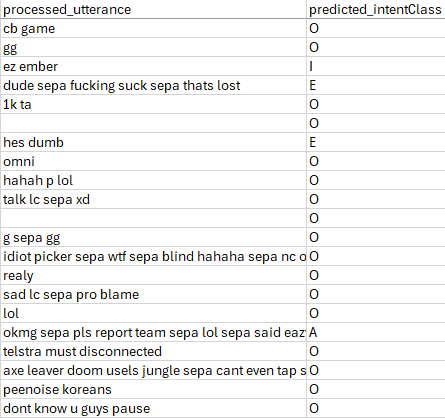 processed_utterance predicted_intentClass
cb game O
gg O
ez ember I
dude sepa fucking suck sepa thats lost E
1k ta O
O
hes dumb E
omni O
hahah p lol O
talk lc sepa xd O
O
g sepa gg O
idiot picker sepa wtf sepa blind hahaha sepa nc o O
realy O
sad lc sepa pro blame O
lol O
okmg sepa pls report team sepa lol sepa said eaz A
telstra must disconnected O
axe leaver doom usels jungle sepa cant even tap s O
peenoise koreans O
dont know u guys pause O